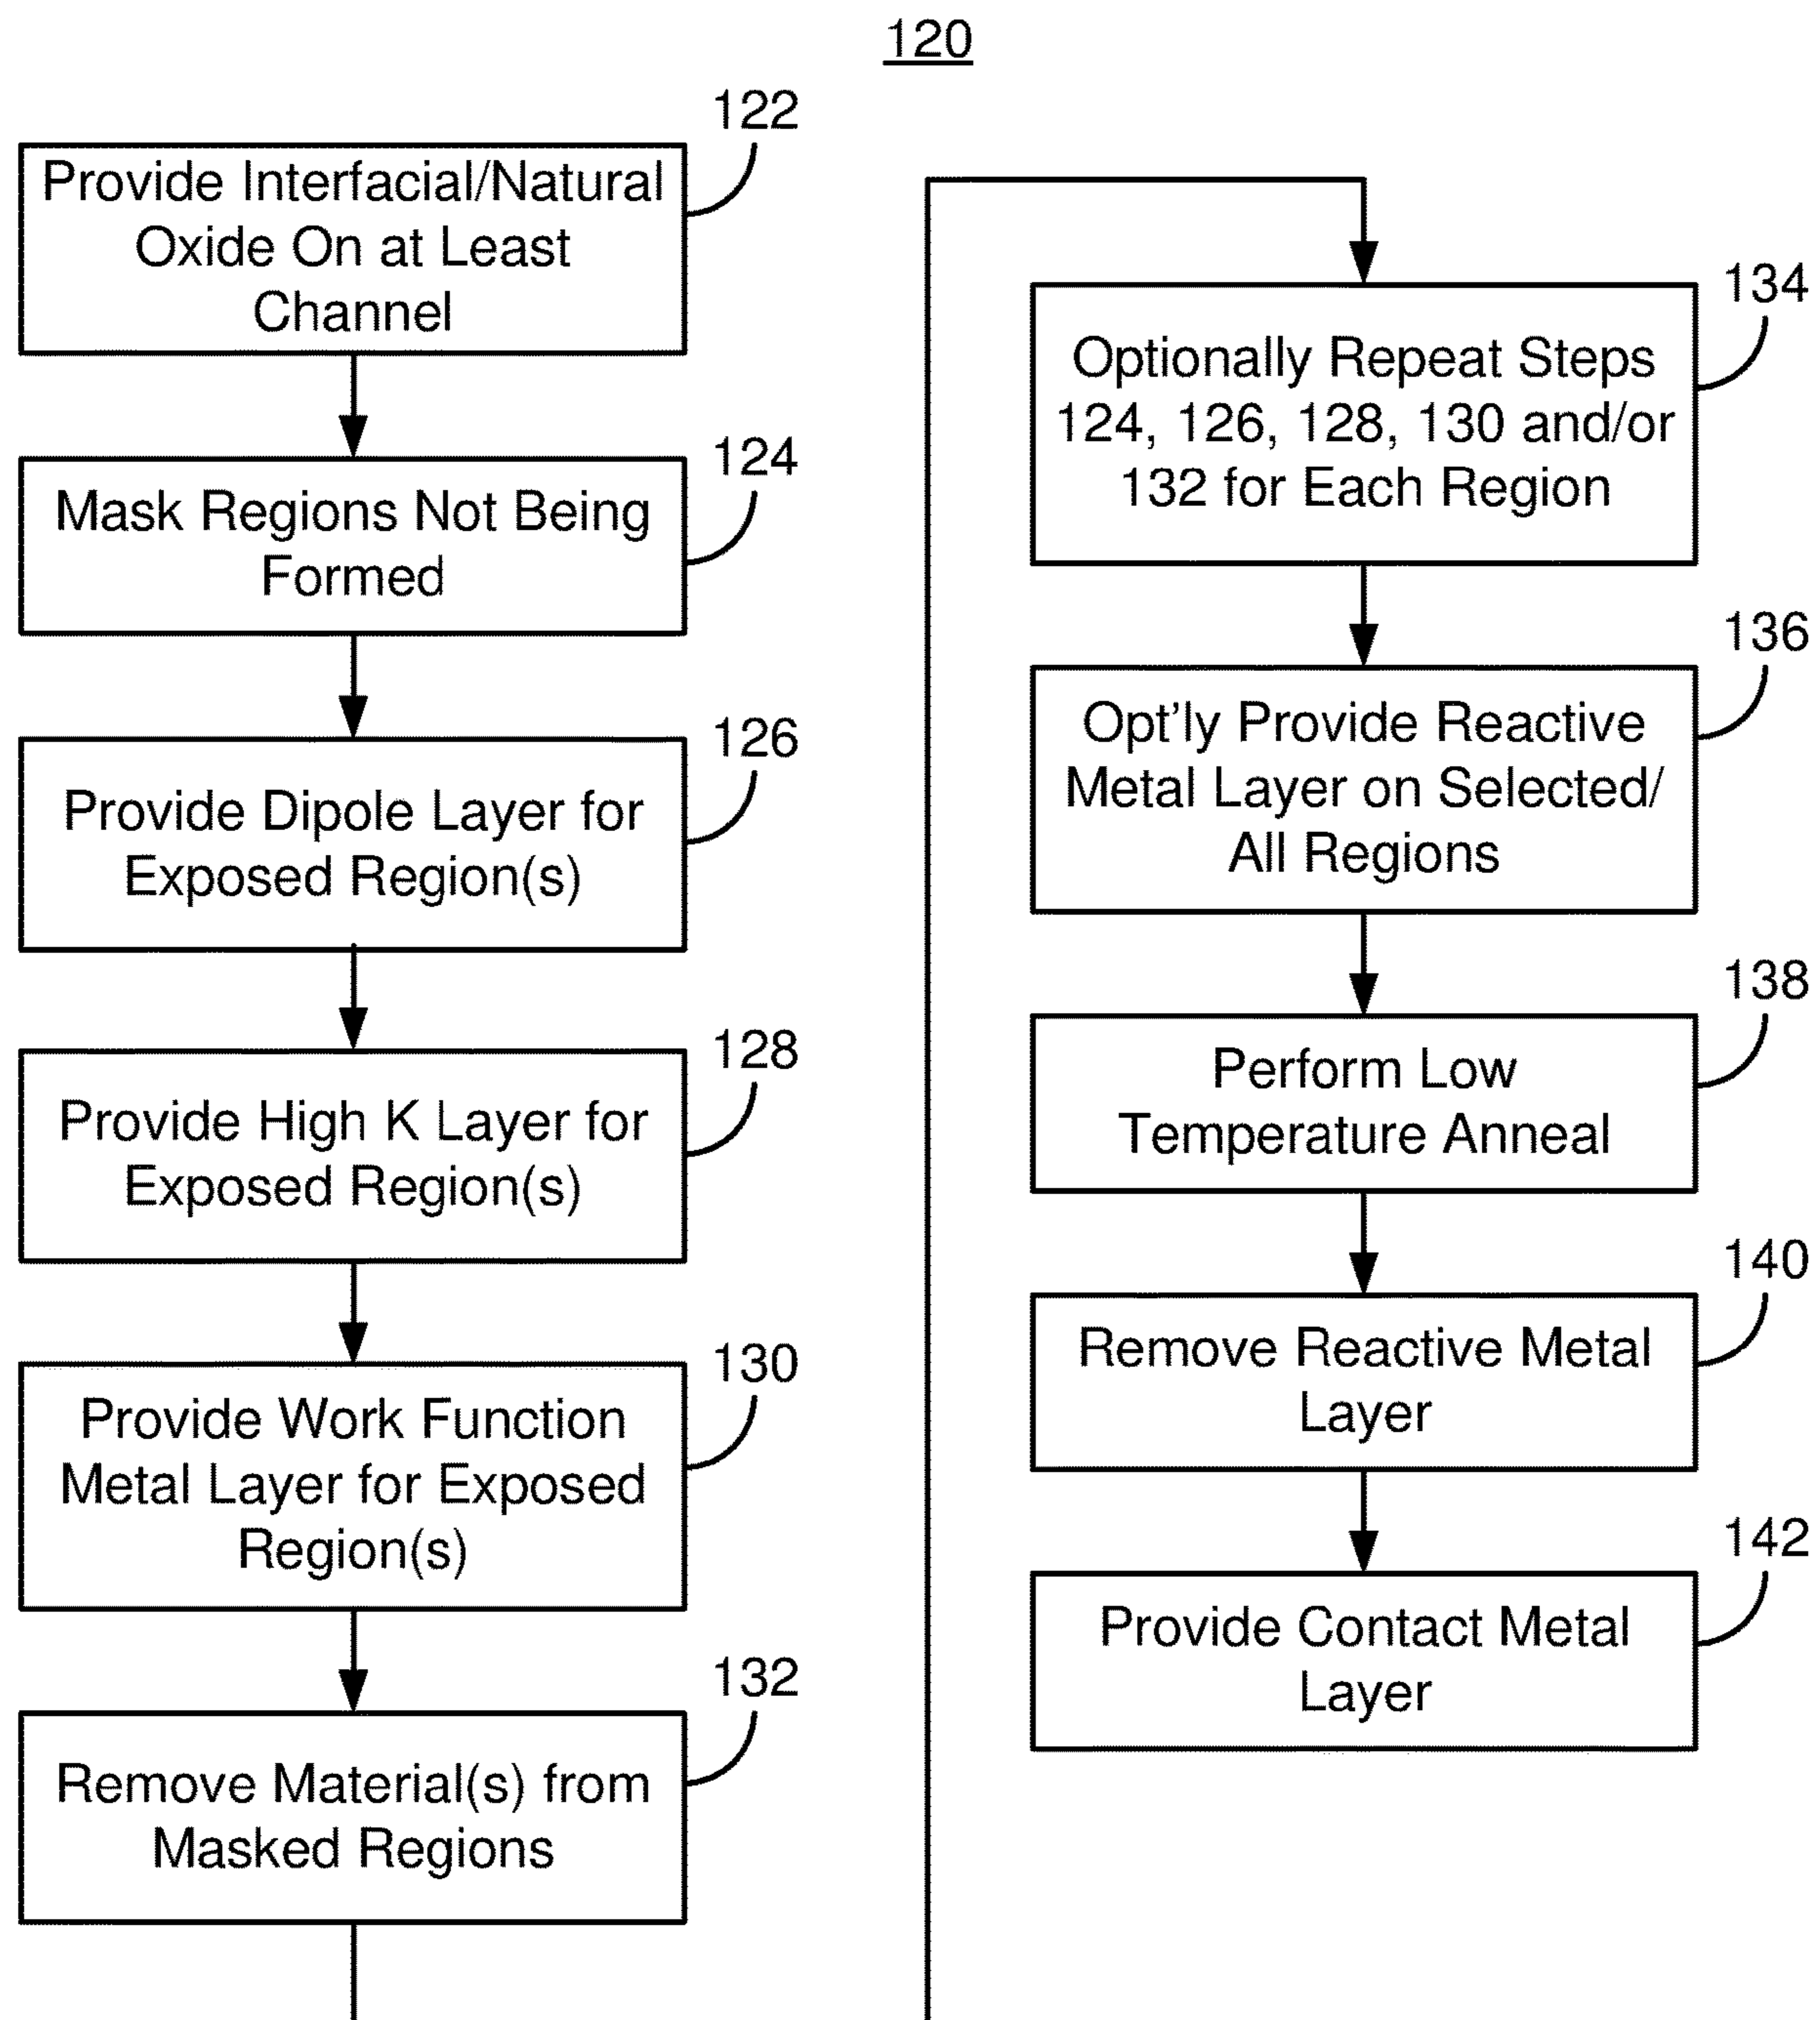 120
122
Provide Interfacial/Natural
Oxide On at Least
Channel
124
Mask Regions Not Being
Formed
126
Provide Dipole Layer for
Exposed Region(s)
128
Provide High K Layer for
Exposed Region(s)
130
Provide Work Function
Metal Layer for Exposed
Region(s)
132
Remove Material(s) from
Masked Regions
134
Optionally Repeat Steps
124, 126, 128, 130 and/or
132 for Each Region
136
Opt’ly Provide Reactive
Metal Layer on Selected/
All Regions
138
Perform Low
Temperature Anneal
140
Remove Reactive Metal
Layer
142
Provide Contact Metal
Layer